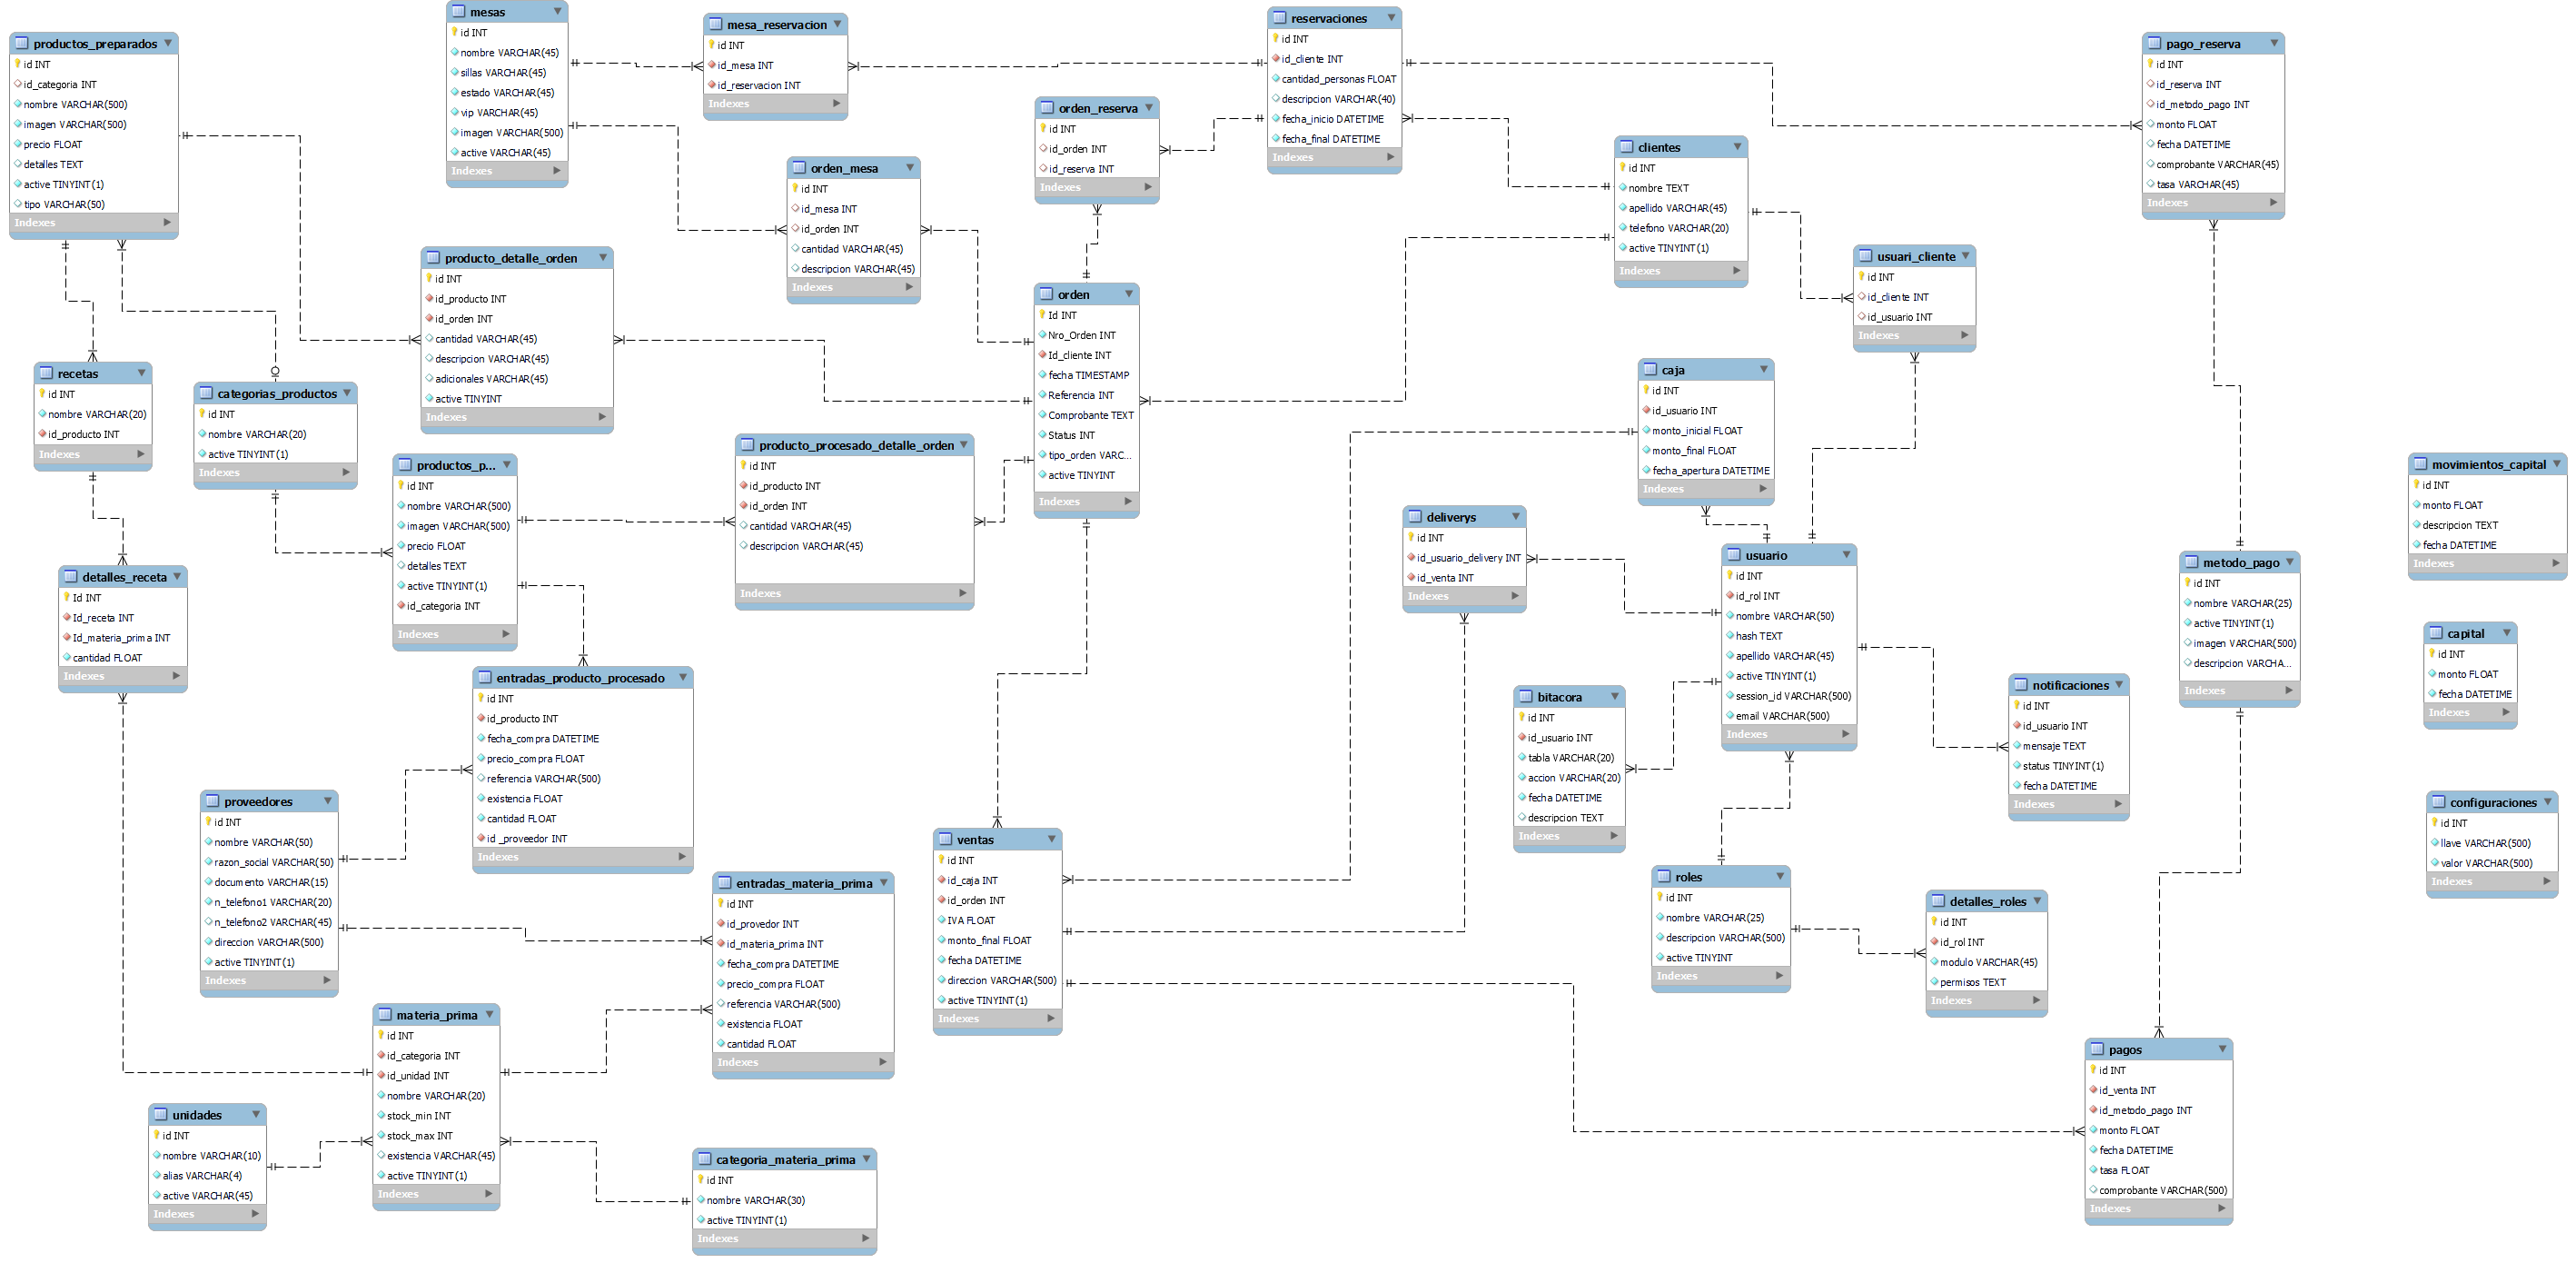 productos_preparados
id INT
id_categoria INT
nombre VARCHAR(500)
imagen VARCHAR(500)
precio FLOAT
detalles TEXT
active TINYINT(1)
tipo VARCHAR(50)
Indexes
mesas
id INT
nombre VARCHAR(45)
sillas VARCHAR(45)
estado VARCHAR(45)
vip VARCHAR(45)
imagen VARCHAR(500)
active VARCHAR(45)
Indexes
mesa_reservacion
id INT
id_mesa INT
id_reservacion INT
Indexes
reservaciones
id INT
id_cliente INT
cantidad_personas FLOAT
descripcion VARCHAR(40)
fecha_inicio DATETIME
fecha_final DATETIME
Indexes
pago_reserva
id INT
id_reserva INT
id_metodo_pago INT
monto FLOAT
fecha DATETIME
comprobante VARCHAR(45)
tasa VARCHAR(45)
Indexes
orden_reserva
id INT
id_orden INT
id_reserva INT
Indexes
orden_mesa
id INT
id_mesa INT
id_orden INT
cantidad VARCHAR(45)
descripcion VARCHAR(45)
Indexes
clientes
id INT
nombre TEXT
apellido VARCHAR(45)
telefono VARCHAR(20)
active TINYINT(1)
Indexes
usuari_cliente
id INT
id_cliente INT
id_usuario INT
Indexes
producto_detalle_orden
id INT
id_producto INT
id_orden INT
cantidad VARCHAR(45)
descripcion VARCHAR(45)
adicionales VARCHAR(45)
active TINYINT
Indexes
orden
Id INT
Nro_Orden INT
Id_cliente INT
fecha TIMESTAMP
Referencia INT
Comprobante TEXT
Status INT
tipo_orden VARC...
active TINYINT
Indexes
recetas
id INT
nombre VARCHAR(20)
id_producto INT
Indexes
categorias_productos
id INT
nombre VARCHAR(20)
active TINYINT(1)
Indexes
caja
id INT
id_usuario INT
monto_inicial FLOAT
monto_final FLOAT
fecha_apertura DATETIME
Indexes
productos_p...
id INT
nombre VARCHAR(500)
imagen VARCHAR(500)
precio FLOAT
detalles TEXT
active TINYINT(1)
id_categoria INT
Indexes
producto_procesado_detalle_orden
id INT
id_producto INT
id_orden INT
cantidad VARCHAR(45)
descripcion VARCHAR(45)
Indexes
movimientos_capital
id INT
monto FLOAT
descripcion TEXT
fecha DATETIME
Indexes
deliverys
id INT
id_usuario_delivery INT
id_venta INT
Indexes
usuario
id INT
id_rol INT
nombre VARCHAR(50)
hash TEXT
apellido VARCHAR(45)
active TINYINT(1)
session_id VARCHAR(500)
email VARCHAR(500)
Indexes
metodo_pago
id INT
nombre VARCHAR(25)
active TINYINT(1)
imagen VARCHAR(500)
descripcion VARCHA...
Indexes
detalles_receta
Id INT
Id_receta INT
Id_materia_prima INT
cantidad FLOAT
Indexes
capital
id INT
monto FLOAT
fecha DATETIME
Indexes
entradas_producto_procesado
id INT
id_producto INT
fecha_compra DATETIME
precio_compra FLOAT
referencia VARCHAR(500)
existencia FLOAT
cantidad FLOAT
id _proveedor INT
Indexes
notificaciones
id INT
id_usuario INT
mensaje TEXT
status TINYINT(1)
fecha DATETIME
Indexes
bitacora
id INT
id_usuario INT
tabla VARCHAR(20)
accion VARCHAR(20)
fecha DATETIME
descripcion TEXT
Indexes
proveedores
id INT
nombre VARCHAR(50)
razon_social VARCHAR(50)
documento VARCHAR(15)
n_telefono1 VARCHAR(20)
n_telefono2 VARCHAR(45)
direccion VARCHAR(500)
active TINYINT(1)
Indexes
configuraciones
id INT
llave VARCHAR(500)
valor VARCHAR(500)
Indexes
ventas
id INT
id_caja INT
id_orden INT
IVA FLOAT
monto_final FLOAT
fecha DATETIME
direccion VARCHAR(500)
active TINYINT(1)
Indexes
roles
id INT
nombre VARCHAR(25)
descripcion VARCHAR(500)
active TINYINT
Indexes
entradas_materia_prima
id INT
id_provedor INT
id_materia_prima INT
fecha_compra DATETIME
precio_compra FLOAT
referencia VARCHAR(500)
existencia FLOAT
cantidad FLOAT
Indexes
detalles_roles
id INT
id_rol INT
modulo VARCHAR(45)
permisos TEXT
Indexes
materia_prima
id INT
id_categoria INT
id_unidad INT
nombre VARCHAR(20)
stock_min INT
stock_max INT
existencia VARCHAR(45)
active TINYINT(1)
Indexes
pagos
id INT
id_venta INT
id_metodo_pago INT
monto FLOAT
fecha DATETIME
tasa FLOAT
comprobante VARCHAR(500)
Indexes
unidades
id INT
nombre VARCHAR(10)
alias VARCHAR(4)
active VARCHAR(45)
Indexes
categoria_materia_prima
id INT
nombre VARCHAR(30)
active TINYINT(1)
Indexes